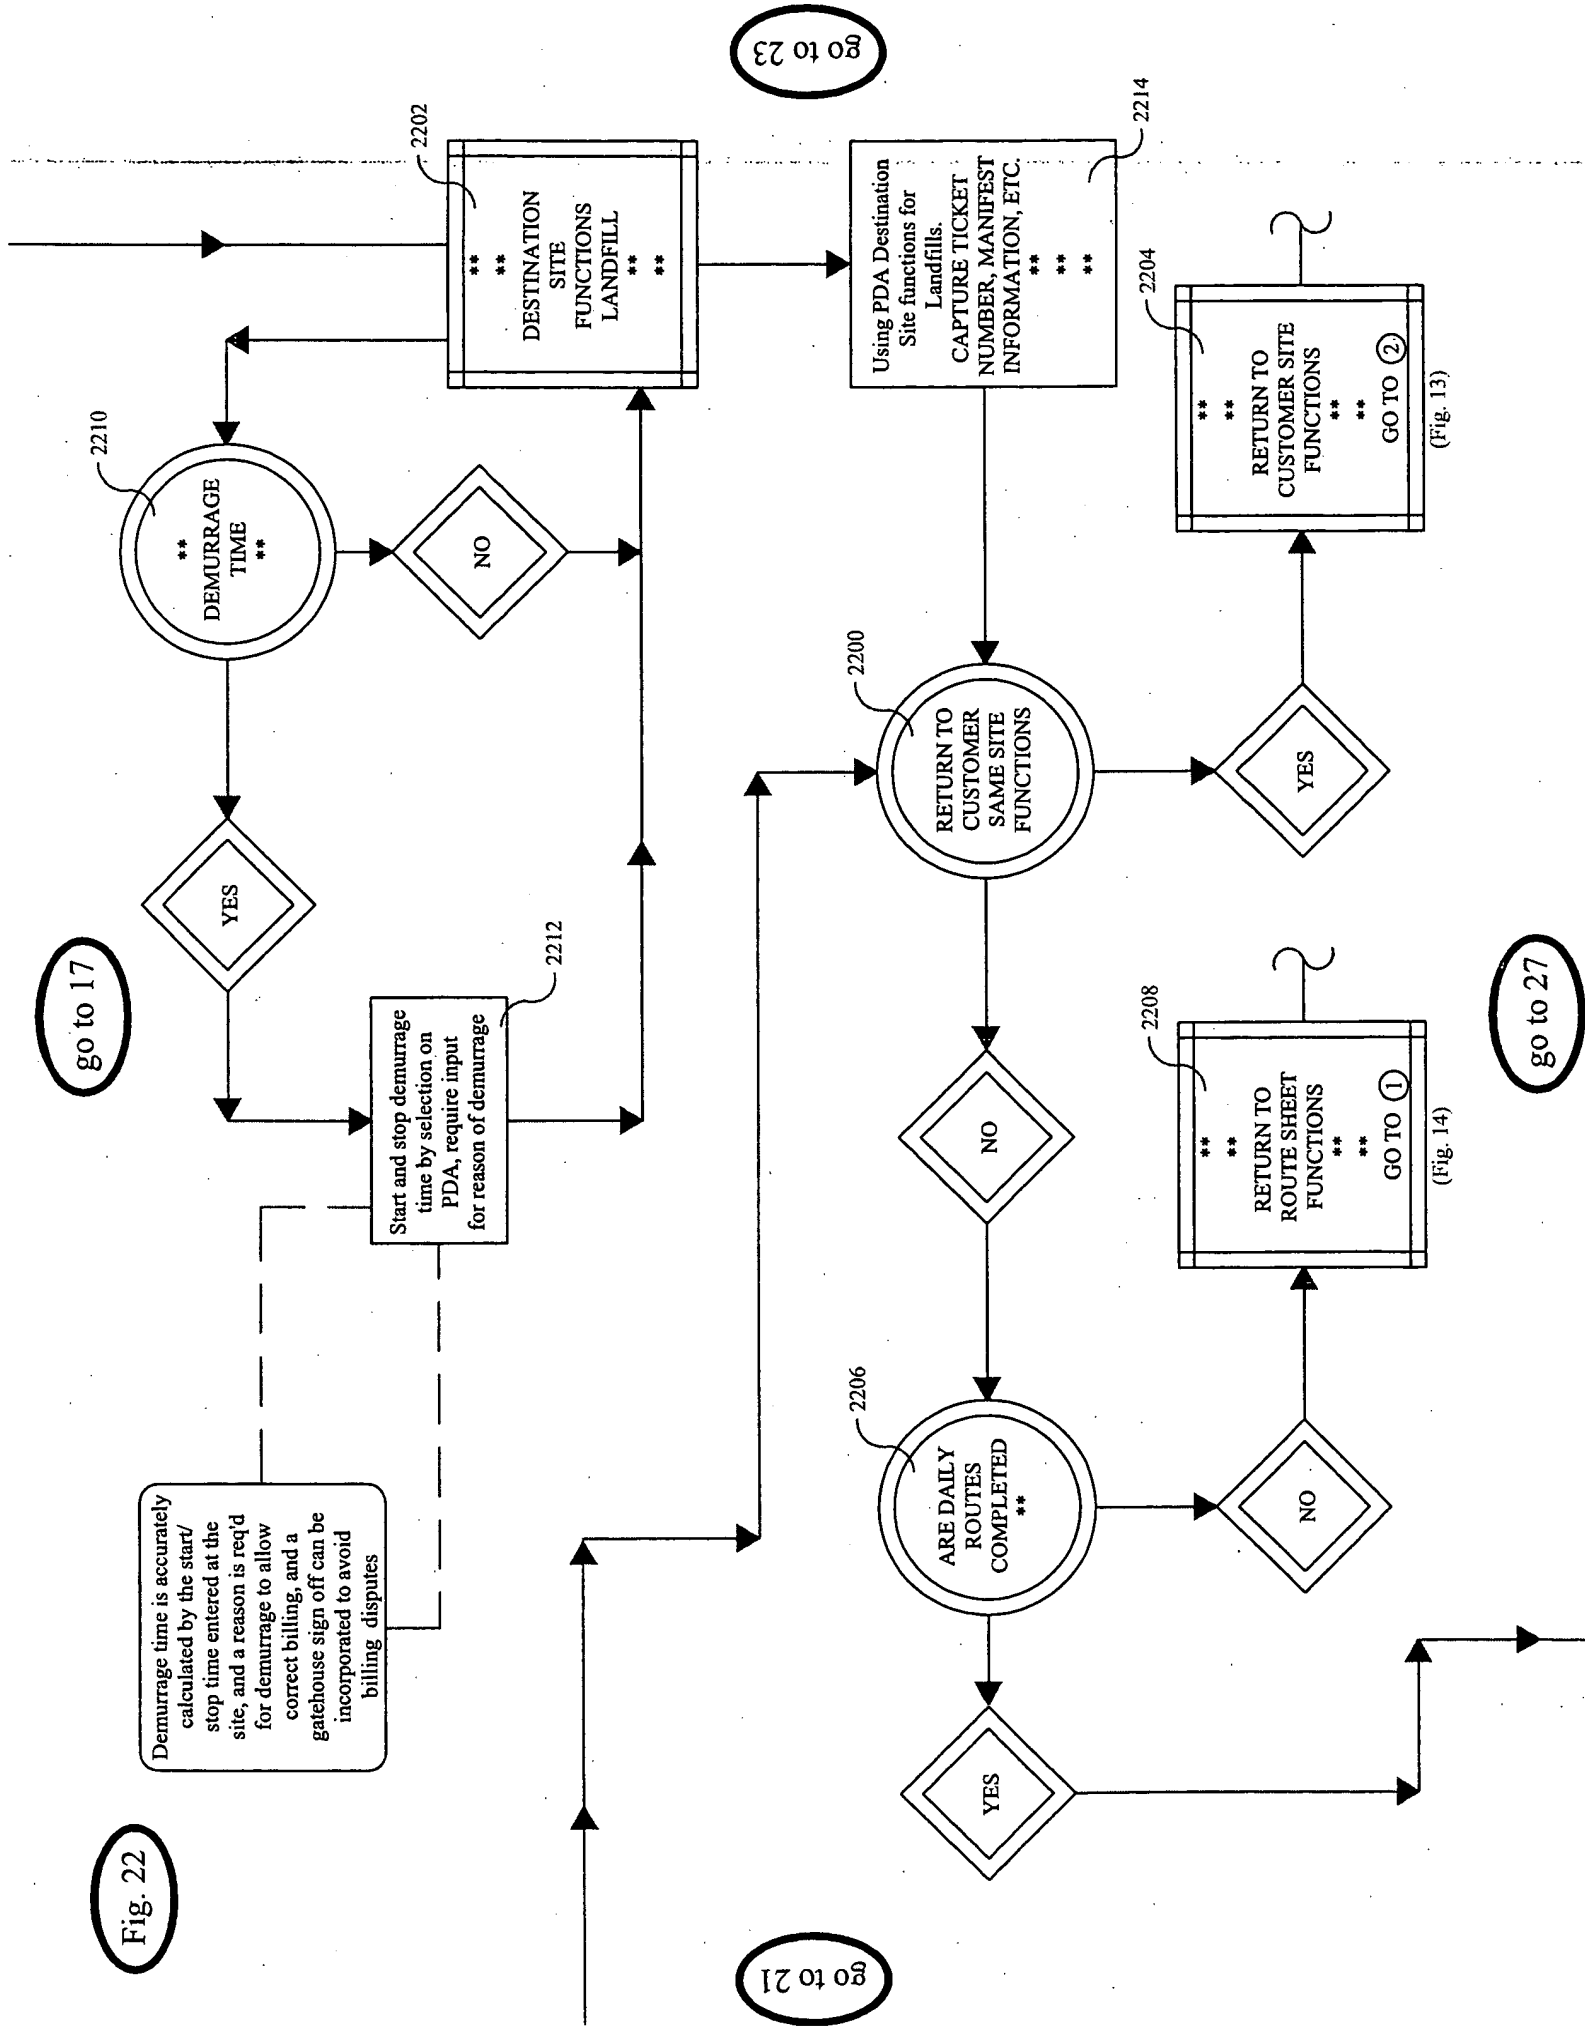 Fig. 22
go to 17
Demurrage time is accurately
calculated by the start/
stop time entered at the
site, and a reason is req'd
for demurrage to allow
correct billing, and a
gatehouse sign off can be
incorporated to avoid
billing disputes
YES
2210
**
DEMURRAGE
TIME
**
NO
Start and stop demurrage
time by selection on
PDA, require input
for reason of demurrage
2212
2202
**
**
DESTINATION
SITE
FUNCTIONS
LANDFILL
**
**
go to 21
go to 23
2206
ARE DAILY
ROUTES
COMPLETED
**
YES
NO
2200
RETURN TO
CUSTOMER
SAME SITE
FUNCTIONS
Using PDA Destination
Site functions for
Landfills.
CAPTURE TICKET
NUMBER, MANIFEST
INFORMATION, ETC.
**
**
**
2214
NO
2208
**
**
RETURN TO
ROUTE SHEET
FUNCTIONS
**
**
GO TO 1
(Fig. 14)
YES
2204
**
**
RETURN TO
CUSTOMER SITE
FUNCTIONS
**
**
GO TO 2
(Fig. 13)
go to 27